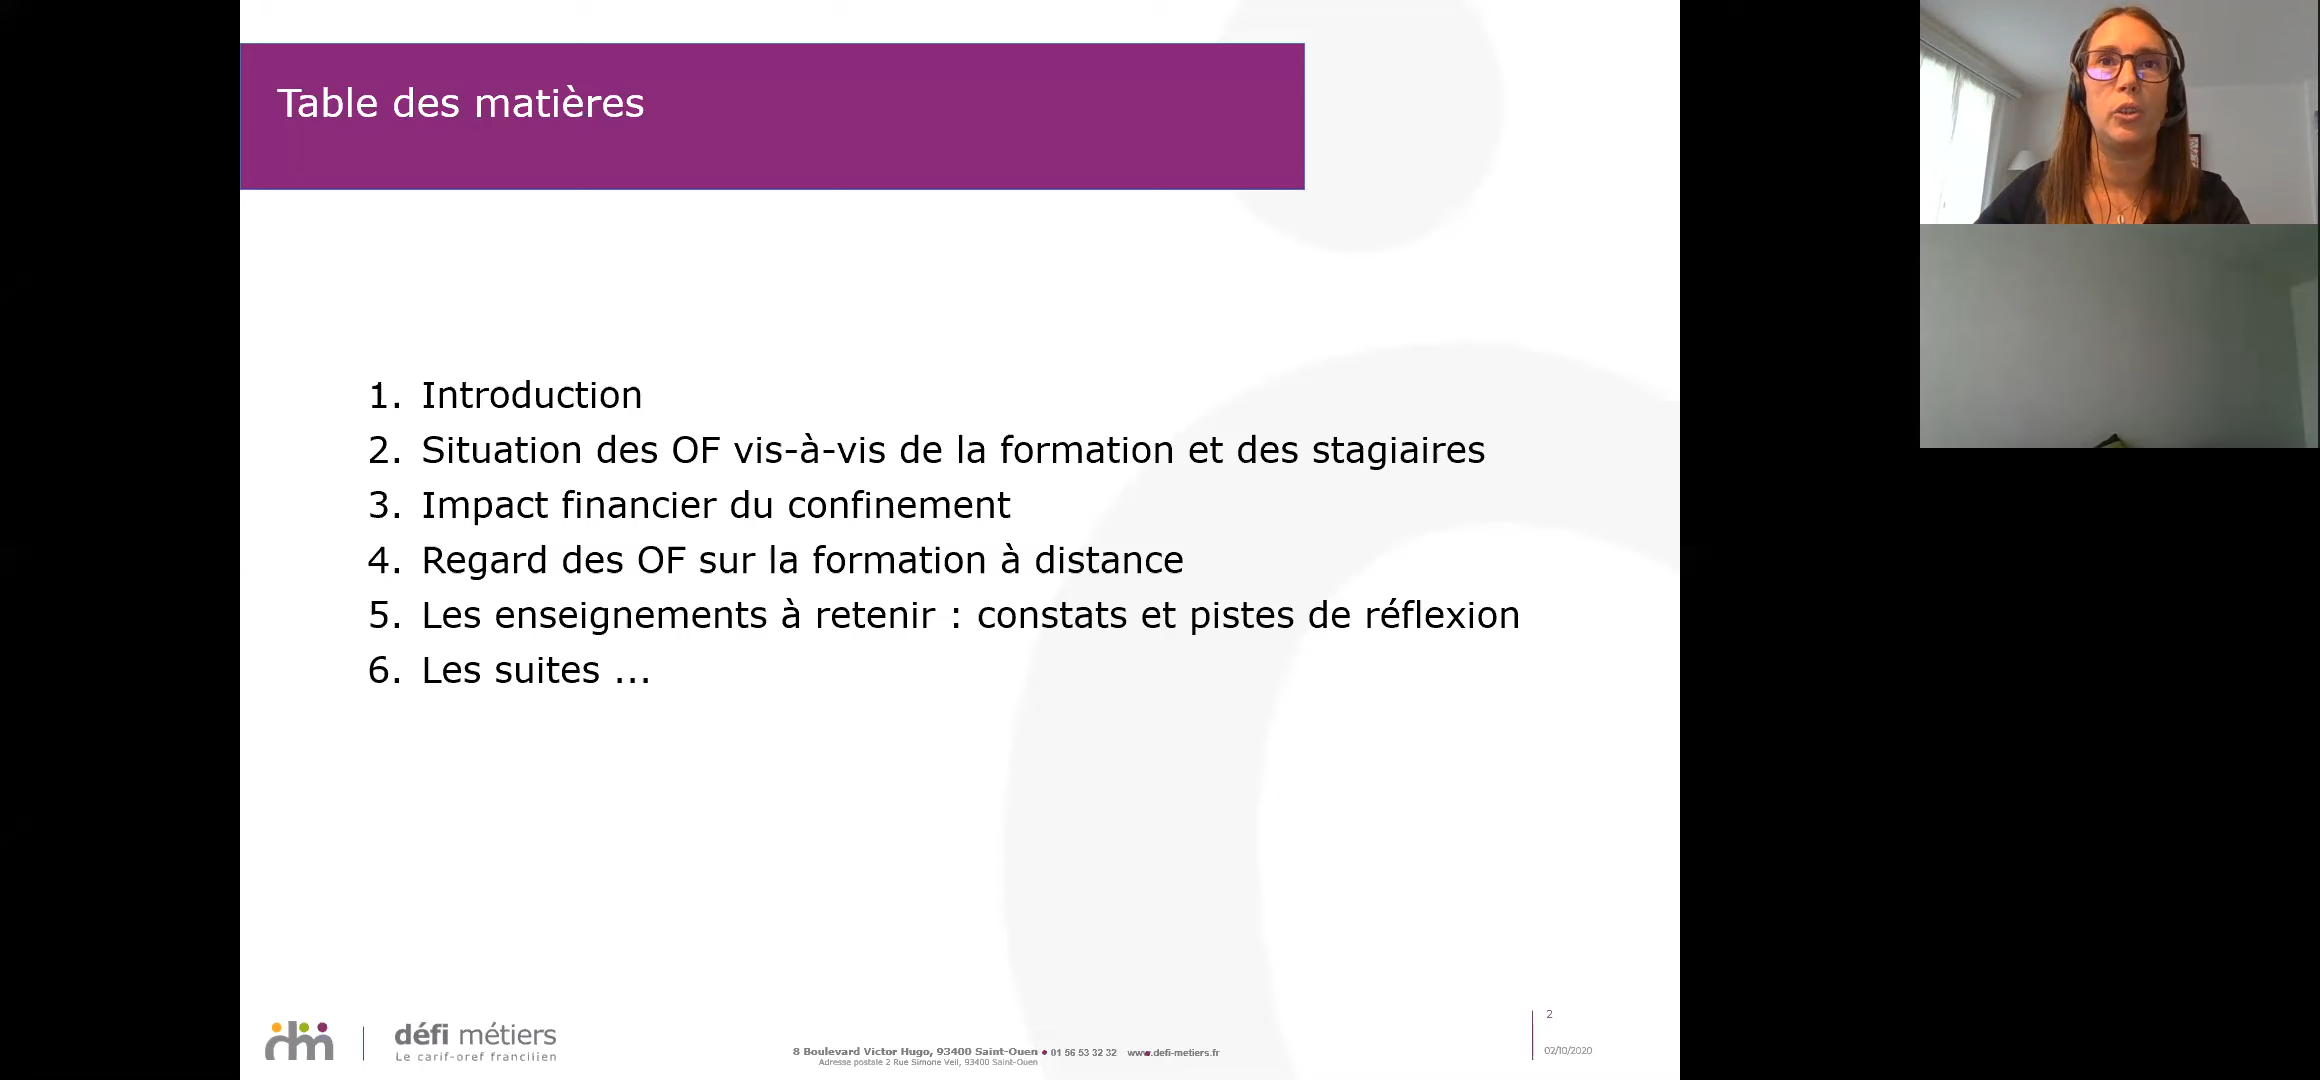 Table des matières
1. Introduction
2. Situation des OF vis-à-vis de la formation et des stagiaires
3. Impact financier du confinement
4. Regard des OF sur la formation à distance
5. Les enseignements à retenir : constats et pistes de réflexion
6. Les suites ...
dm
défi métiers
Le carif-oref francilien
8 Boulevard Victor Hugo, 93400 Saint-Ouen • 01 56 53 32 32 www.defi-metiers.fr
Adresse postale 2 Rue Simone Veil, 93400 Saint-Ouen
2
02/10/2020